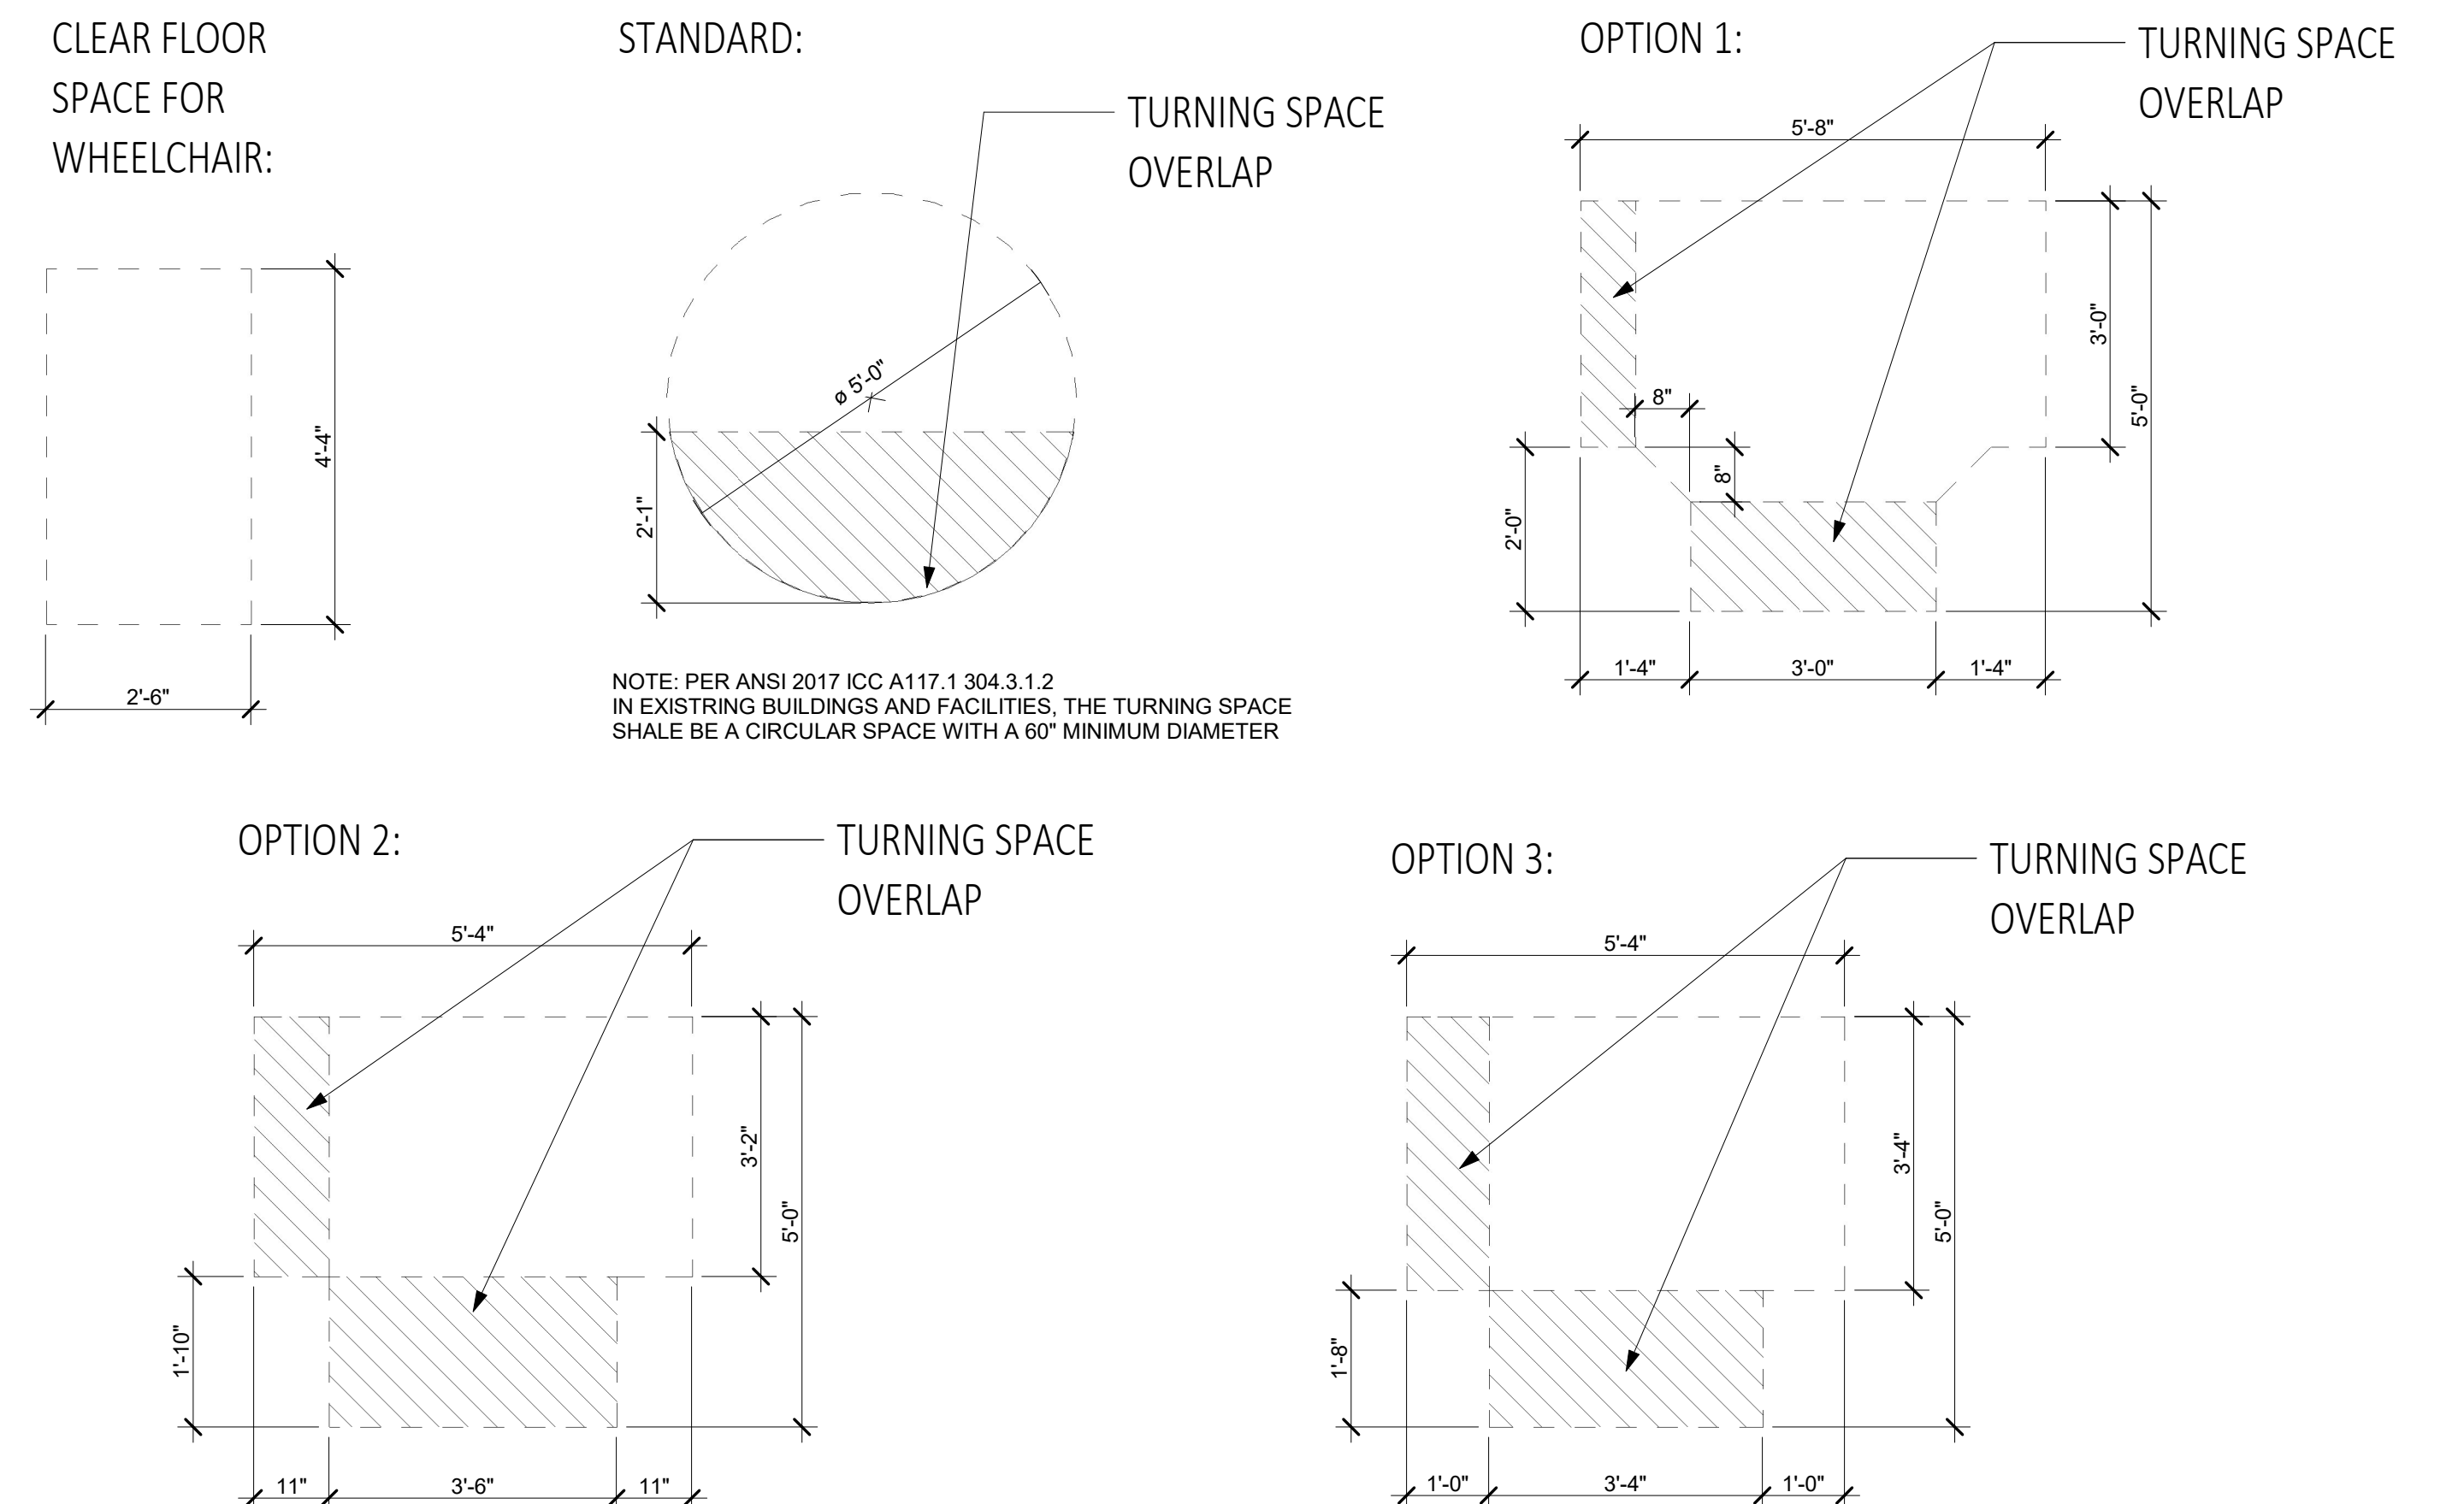 CLEAR FLOOR
SPACE FOR
WHEELCHAIR:
4'-4"
2'-6"
STANDARD:
TURNING SPACE
OVERLAP
ø 5'-0"
2'-1"
NOTE: PER ANSI 2017 ICC A117.1 304.3.1.2
IN EXISTRING BUILDINGS AND FACILITIES, THE TURNING SPACE
SHALE BE A CIRCULAR SPACE WITH A 60" MINIMUM DIAMETER
OPTION 1:
TURNING SPACE
OVERLAP
5'-8"
3'-0"
5'-0"
8"
8"
2'-0"
1'-4"
3'-0"
1'-4"
OPTION 2:
TURNING SPACE
OVERLAP
5'-4"
3'-2"
5'-0"
1'-10"
11"
3'-6"
11"
OPTION 3:
TURNING SPACE
OVERLAP
5'-4"
3'-4"
5'-0"
1'-8"
1'-0"
3'-4"
1'-0"